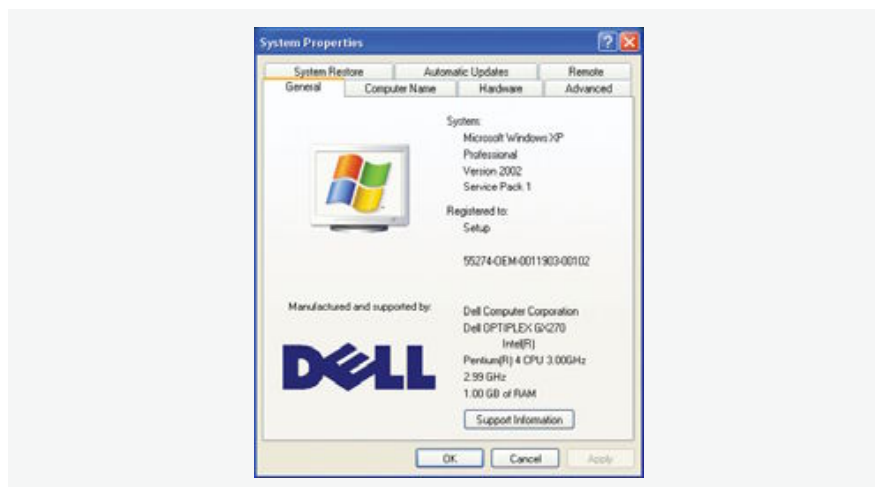 System Properties
System Restore Automatic Updates Remote
General Computer Name Hardware Advanced
System:
Microsoft Windows XP
Professional
Version 2002
Service Pack 1
Registered to:
Setup
55274-OEM-0011903-00102
Manufactured and supported by:
DELL
Dell Computer Corporation
Dell OPTIPLEX GX270
Intel(R)
Pentium(R) 4 CPU 3.00GHz
2.99 GHz
1.00 GB of RAM
Support Information
OK Cancel Apply